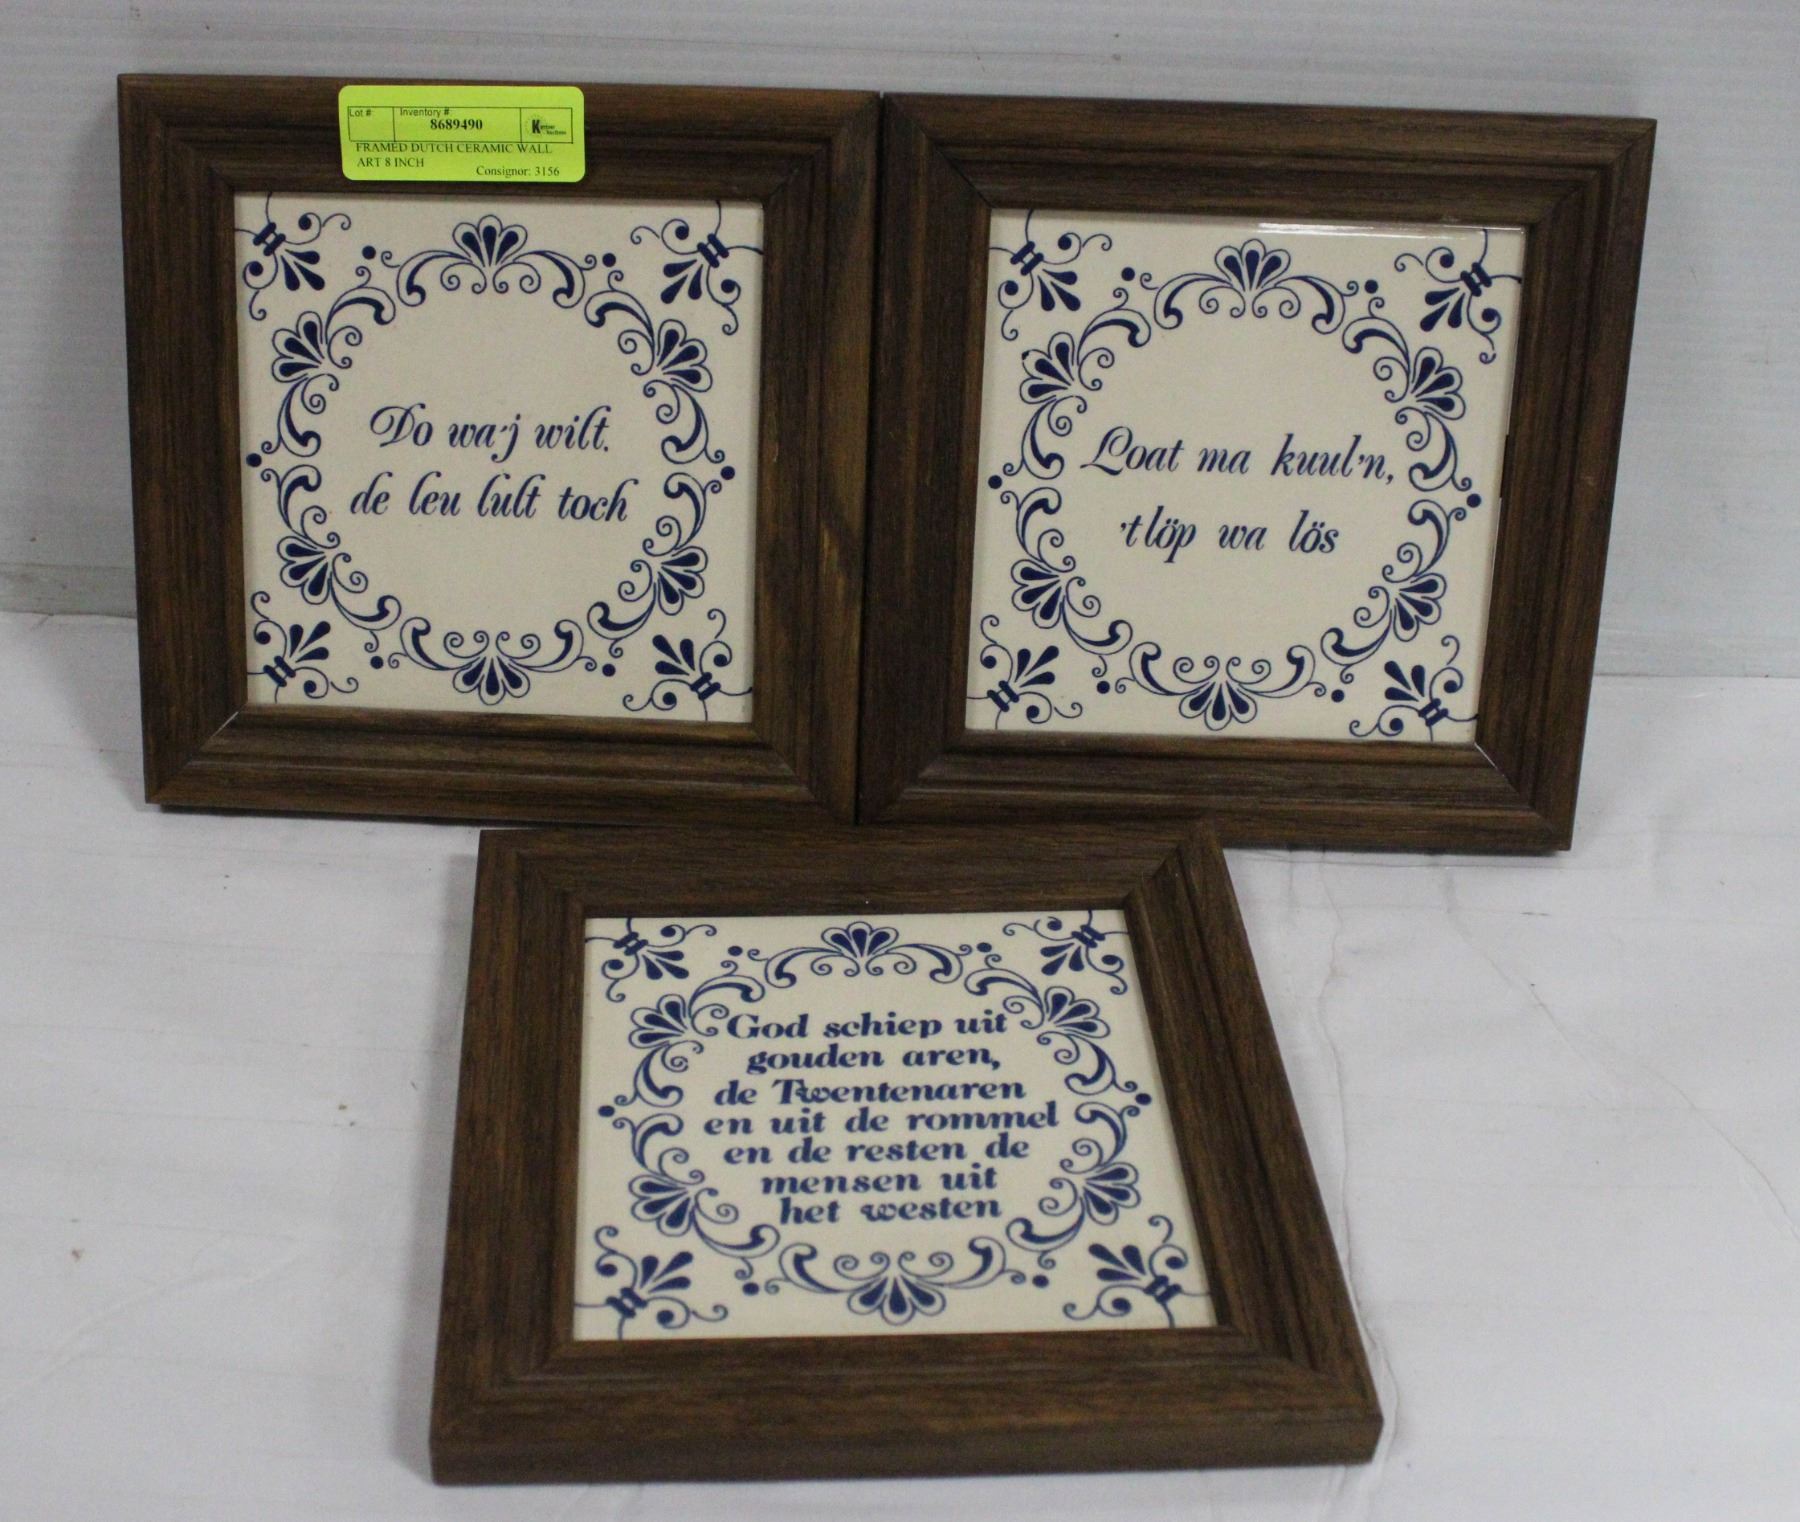 Lot #:
Inventory #:
8689490
FRAMED DUTCH CERAMIC WALL
ART 8 INCH
Consignor: 3156
Do wa'j wilt.
de leu lult toch
Loat ma kuul'n,
't löp wa lös
God schiep uit
gouden aren,
de Twentenaren
en uit de rommel
en de resten de
mensen uit
het westen